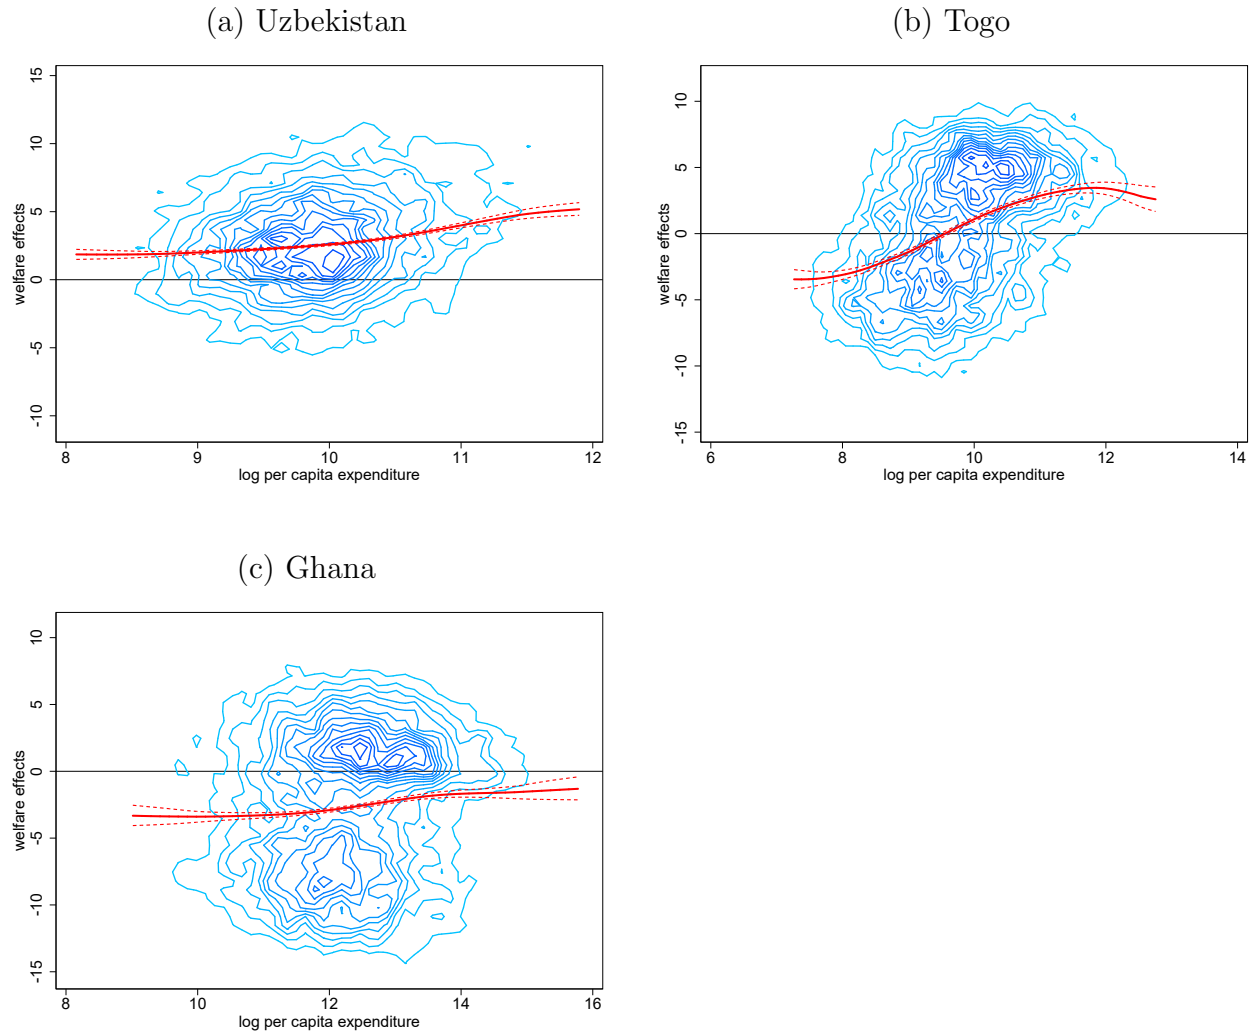 (a) Uzbekistan
15
10
5
0
-5
-10
welfare effects
8 9 10 11 12
log per capita expenditure
(b) Togo
10
5
0
-5
-10
-15
welfare effects
6 8 10 12 14
log per capita expenditure
(c) Ghana
10
5
0
-5
-10
-15
welfare effects
8 10 12 14 16
log per capita expenditure